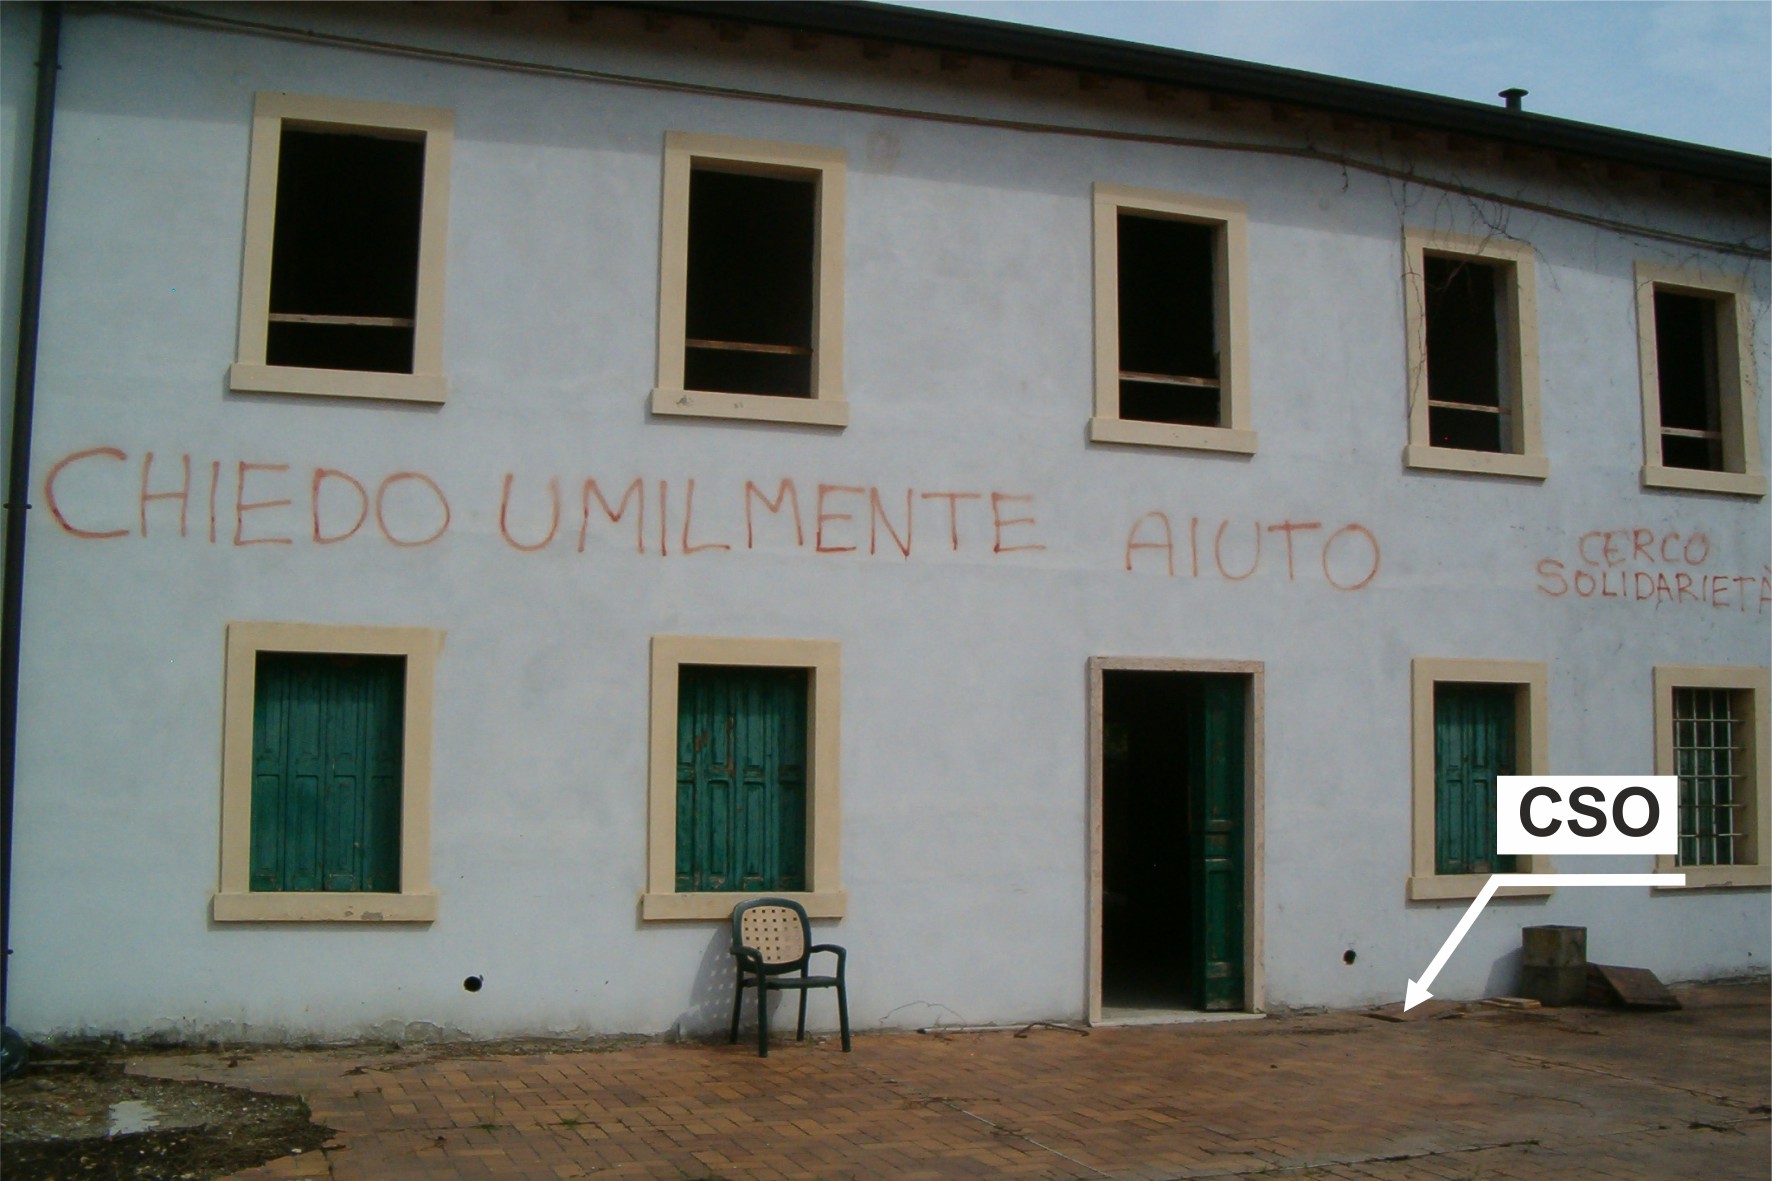 CHIEDO UMILMENTE AIUTO
CERCO
SOLIDARIETÀ
CSO